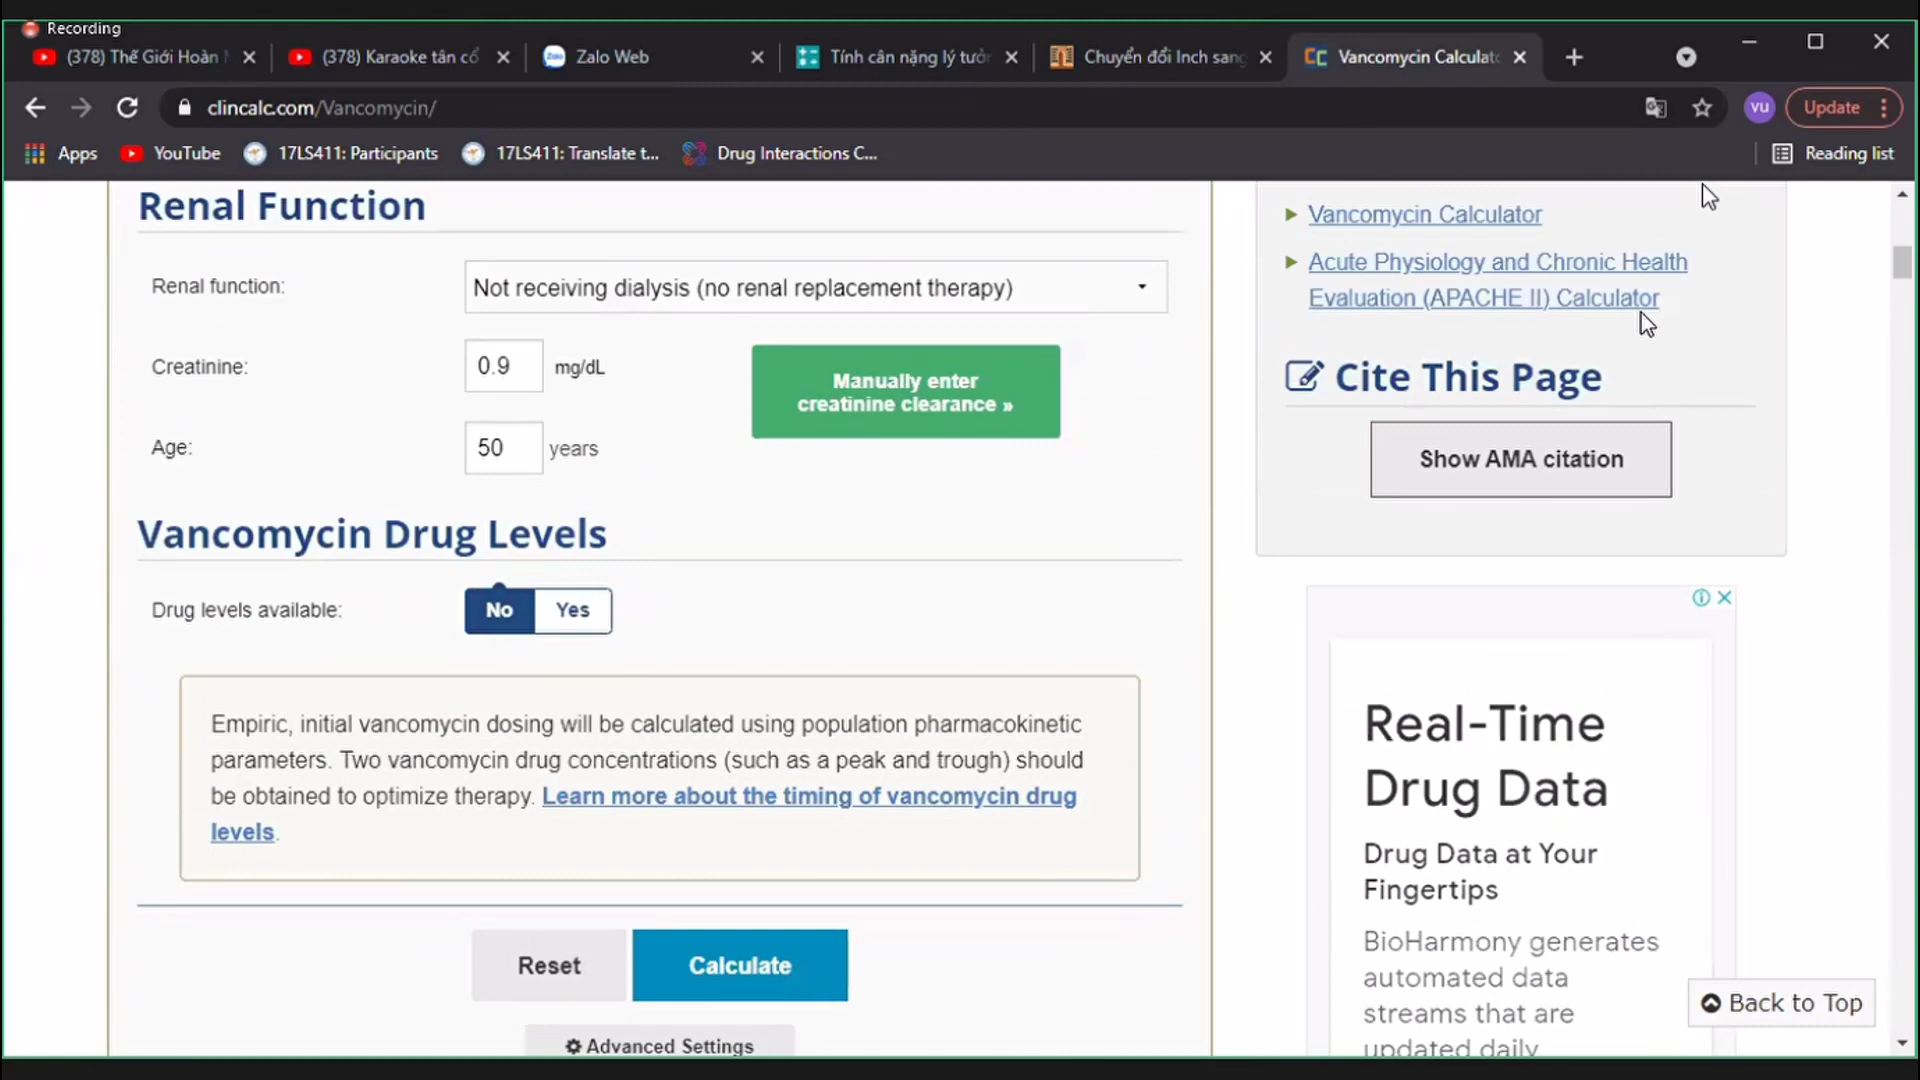 Recording
(378) Thế Giới Hoàn
(378) Karaoke tân cổ
Zalo Web
Tính cân nặng lý tưởn
Chuyển đổi Inch sang
Vancomycin Calculato
clincalc.com/Vancomycin/
vu
Update
Apps
YouTube
17LS411: Participants
17LS411: Translate t...
Drug Interactions C...
Reading list
Renal Function
Renal function:
Not receiving dialysis (no renal replacement therapy)
Creatinine:
0.9
mg/dL
Manually enter
creatinine clearance »
Age:
50
years
Vancomycin Drug Levels
Drug levels available:
No
Yes
Empiric, initial vancomycin dosing will be calculated using population pharmacokinetic
parameters. Two vancomycin drug concentrations (such as a peak and trough) should
be obtained to optimize therapy. Learn more about the timing of vancomycin drug
levels.
Reset
Calculate
Advanced Settings
Vancomycin Calculator
Acute Physiology and Chronic Health
Evaluation (APACHE II) Calculator
Cite This Page
Show AMA citation
Real-Time
Drug Data
Drug Data at Your
Fingertips
BioHarmony generates
automated data
streams that are
updated daily
Back to Top